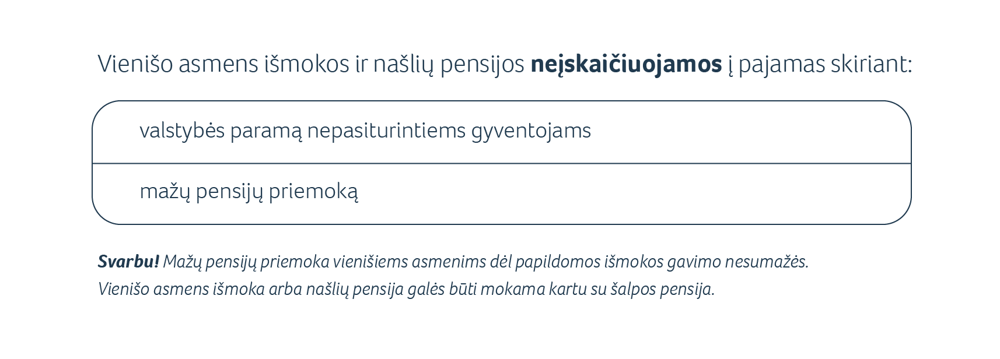 Vienišo asmens išmokos ir našlių pensijos neįskaičiuojamos į pajamas skiriant:
valstybės paramą nepasiturintiems gyventojams
mažų pensijų priemoką
Svarbu! Mažų pensijų priemoka vienišiems asmenims dėl papildomos išmokos gavimo nesumažės.
Vienišo asmens išmoka arba našlių pensija galės būti mokama kartu su šalpos pensija.